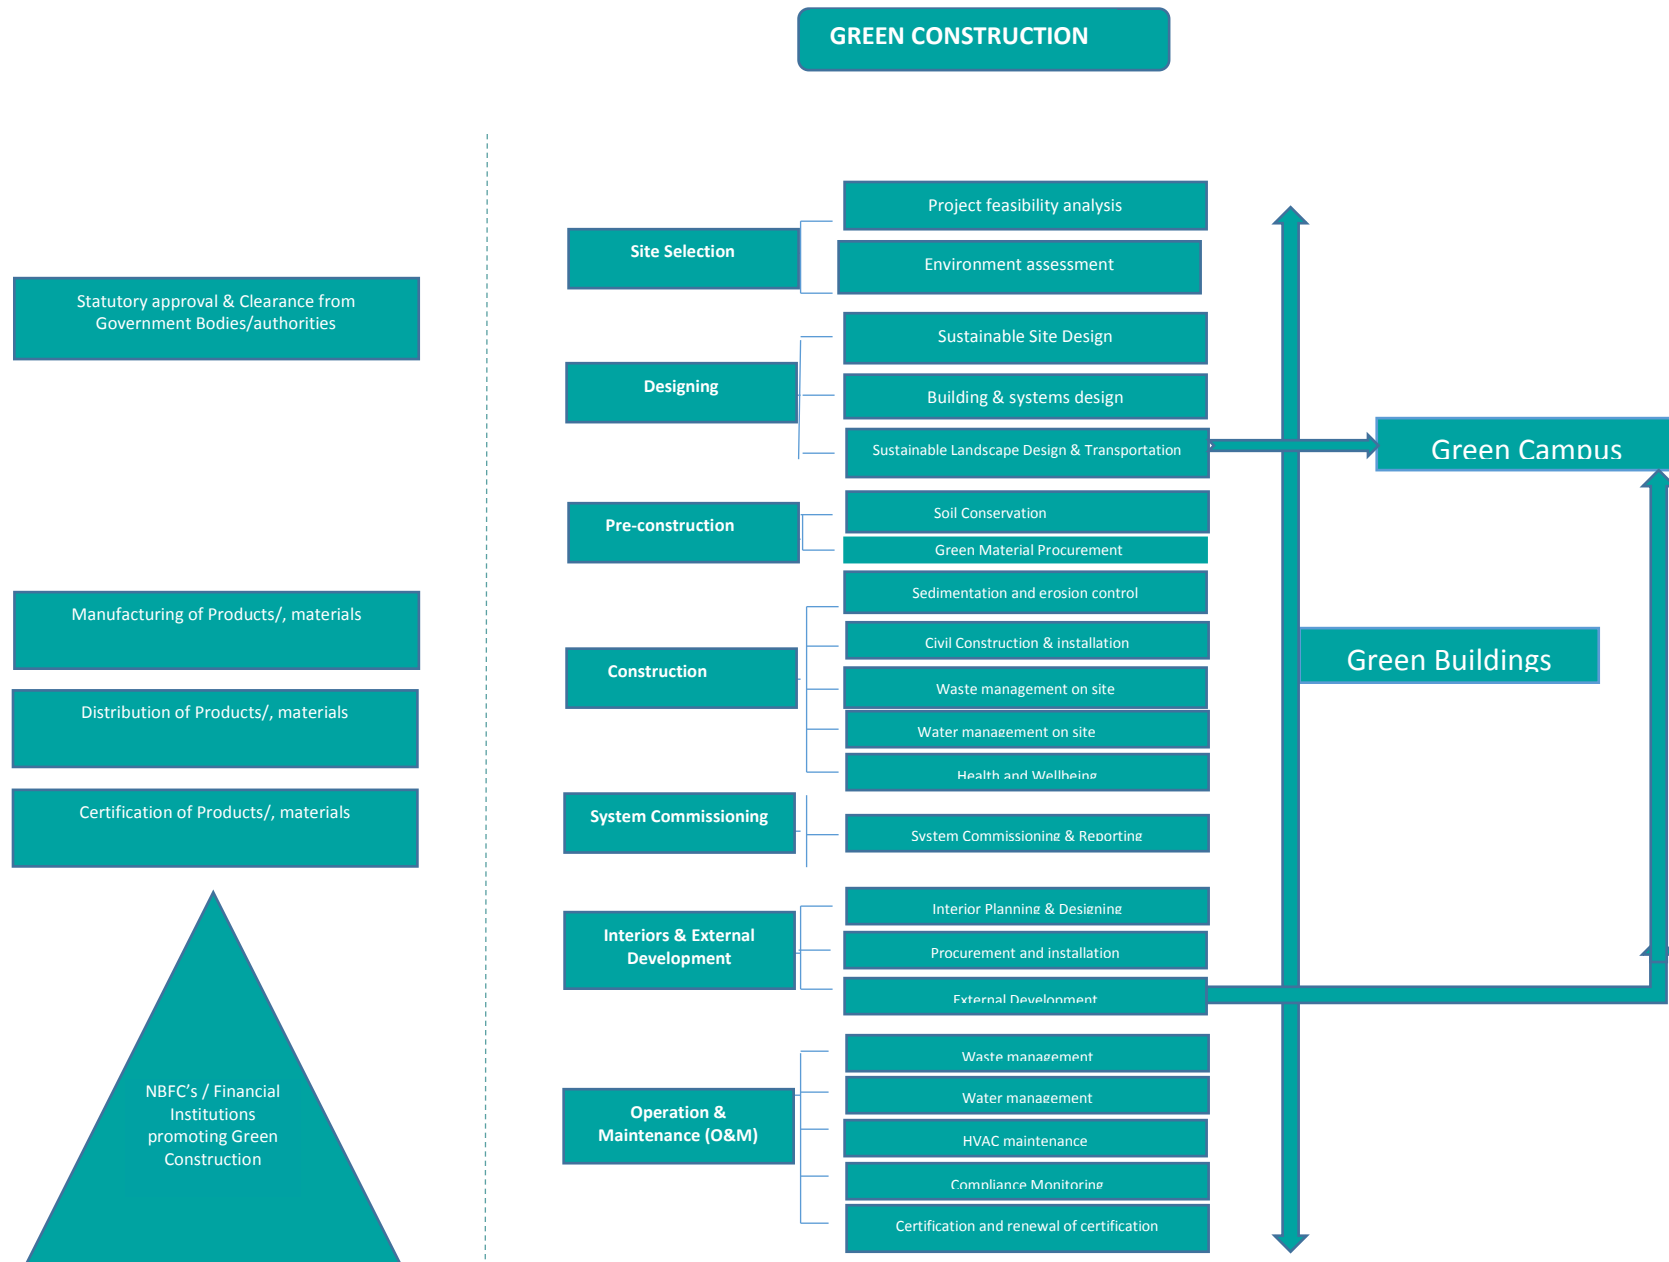 GREEN CONSTRUCTION
Statutory approval & Clearance from
Government Bodies/authorities
Manufacturing of Products/, materials
Distribution of Products/, materials
Certification of Products/, materials
NBFC's / Financial
Institutions
promoting Green
Construction
Site Selection
Project feasibility analysis
Environment assessment
Designing
Sustainable Site Design
Building & systems design
Sustainable Landscape Design & Transportation
Pre-construction
Soil Conservation
Green Material Procurement
Construction
Sedimentation and erosion control
Civil Construction & installation
Waste management on site
Water management on site
Health and Wellbeing
System Commissioning
System Commissioning & Reporting
Interiors & External
Development
Interior Planning & Designing
Procurement and installation
External Development
Operation &
Maintenance (O&M)
Waste management
Water management
HVAC maintenance
Compliance Monitoring
Certification and renewal of certification
Green Campus
Green Buildings